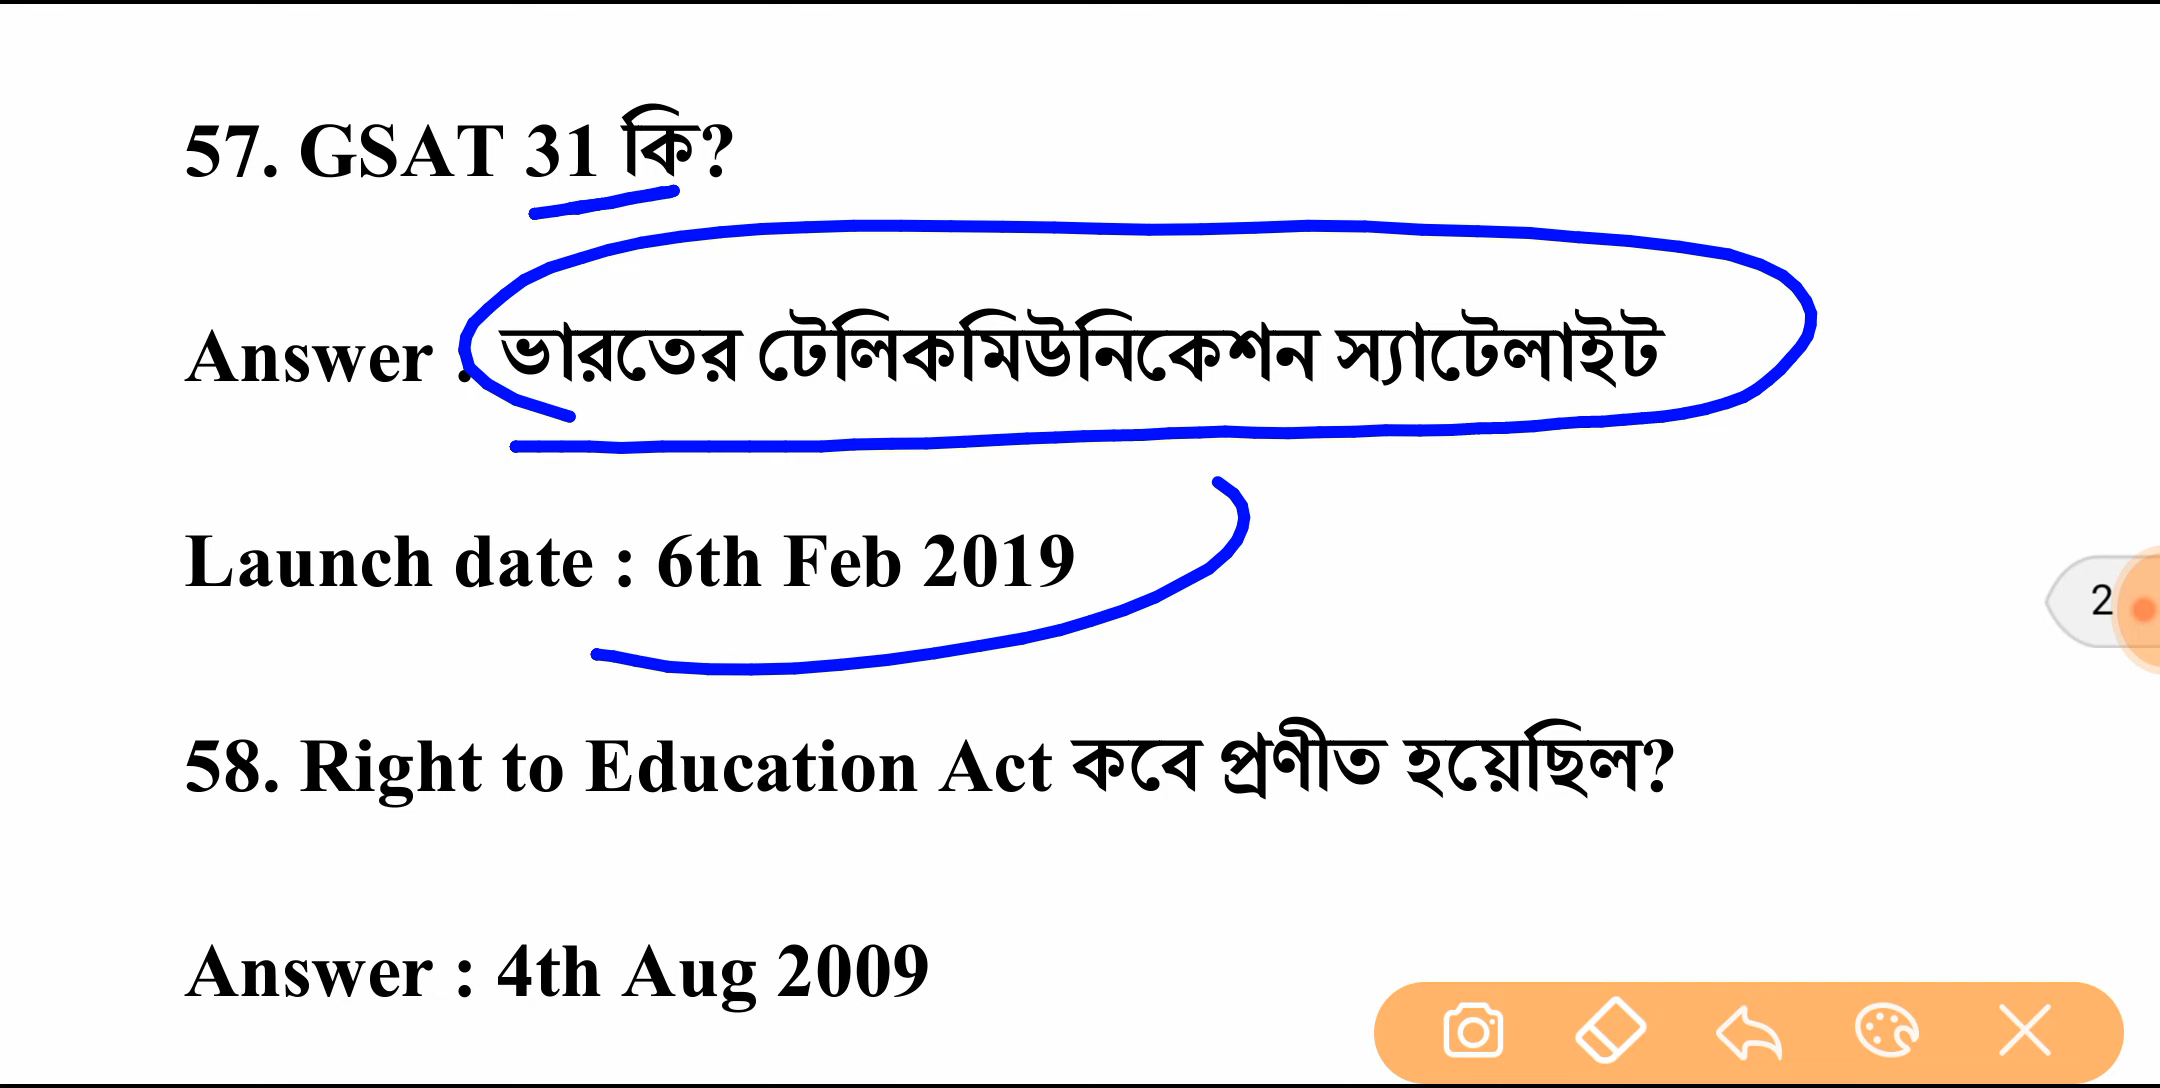 57. GSAT 31 কি?
Answer : ভারতের টেলিকমিউনিকেশন স্যাটেলাইট
Launch date : 6th Feb 2019
2
58. Right to Education Act কবে প্রণীত হয়েছিল?
Answer : 4th Aug 2009